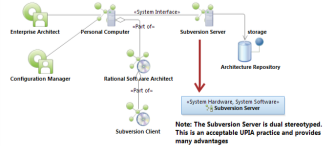 «System Interface»
Enterprise Architect
Personal Computer
Subversion Server
storage
«Part of»
Architecture Repository
Configuration Manager
Rational Software Architect
«Part of»
«System Hardware, System Software»
Subversion Server
Subversion Client
Note: The Subversion Server is dual stereotyped.
This is an acceptable UPIA practice and provides
many advantages